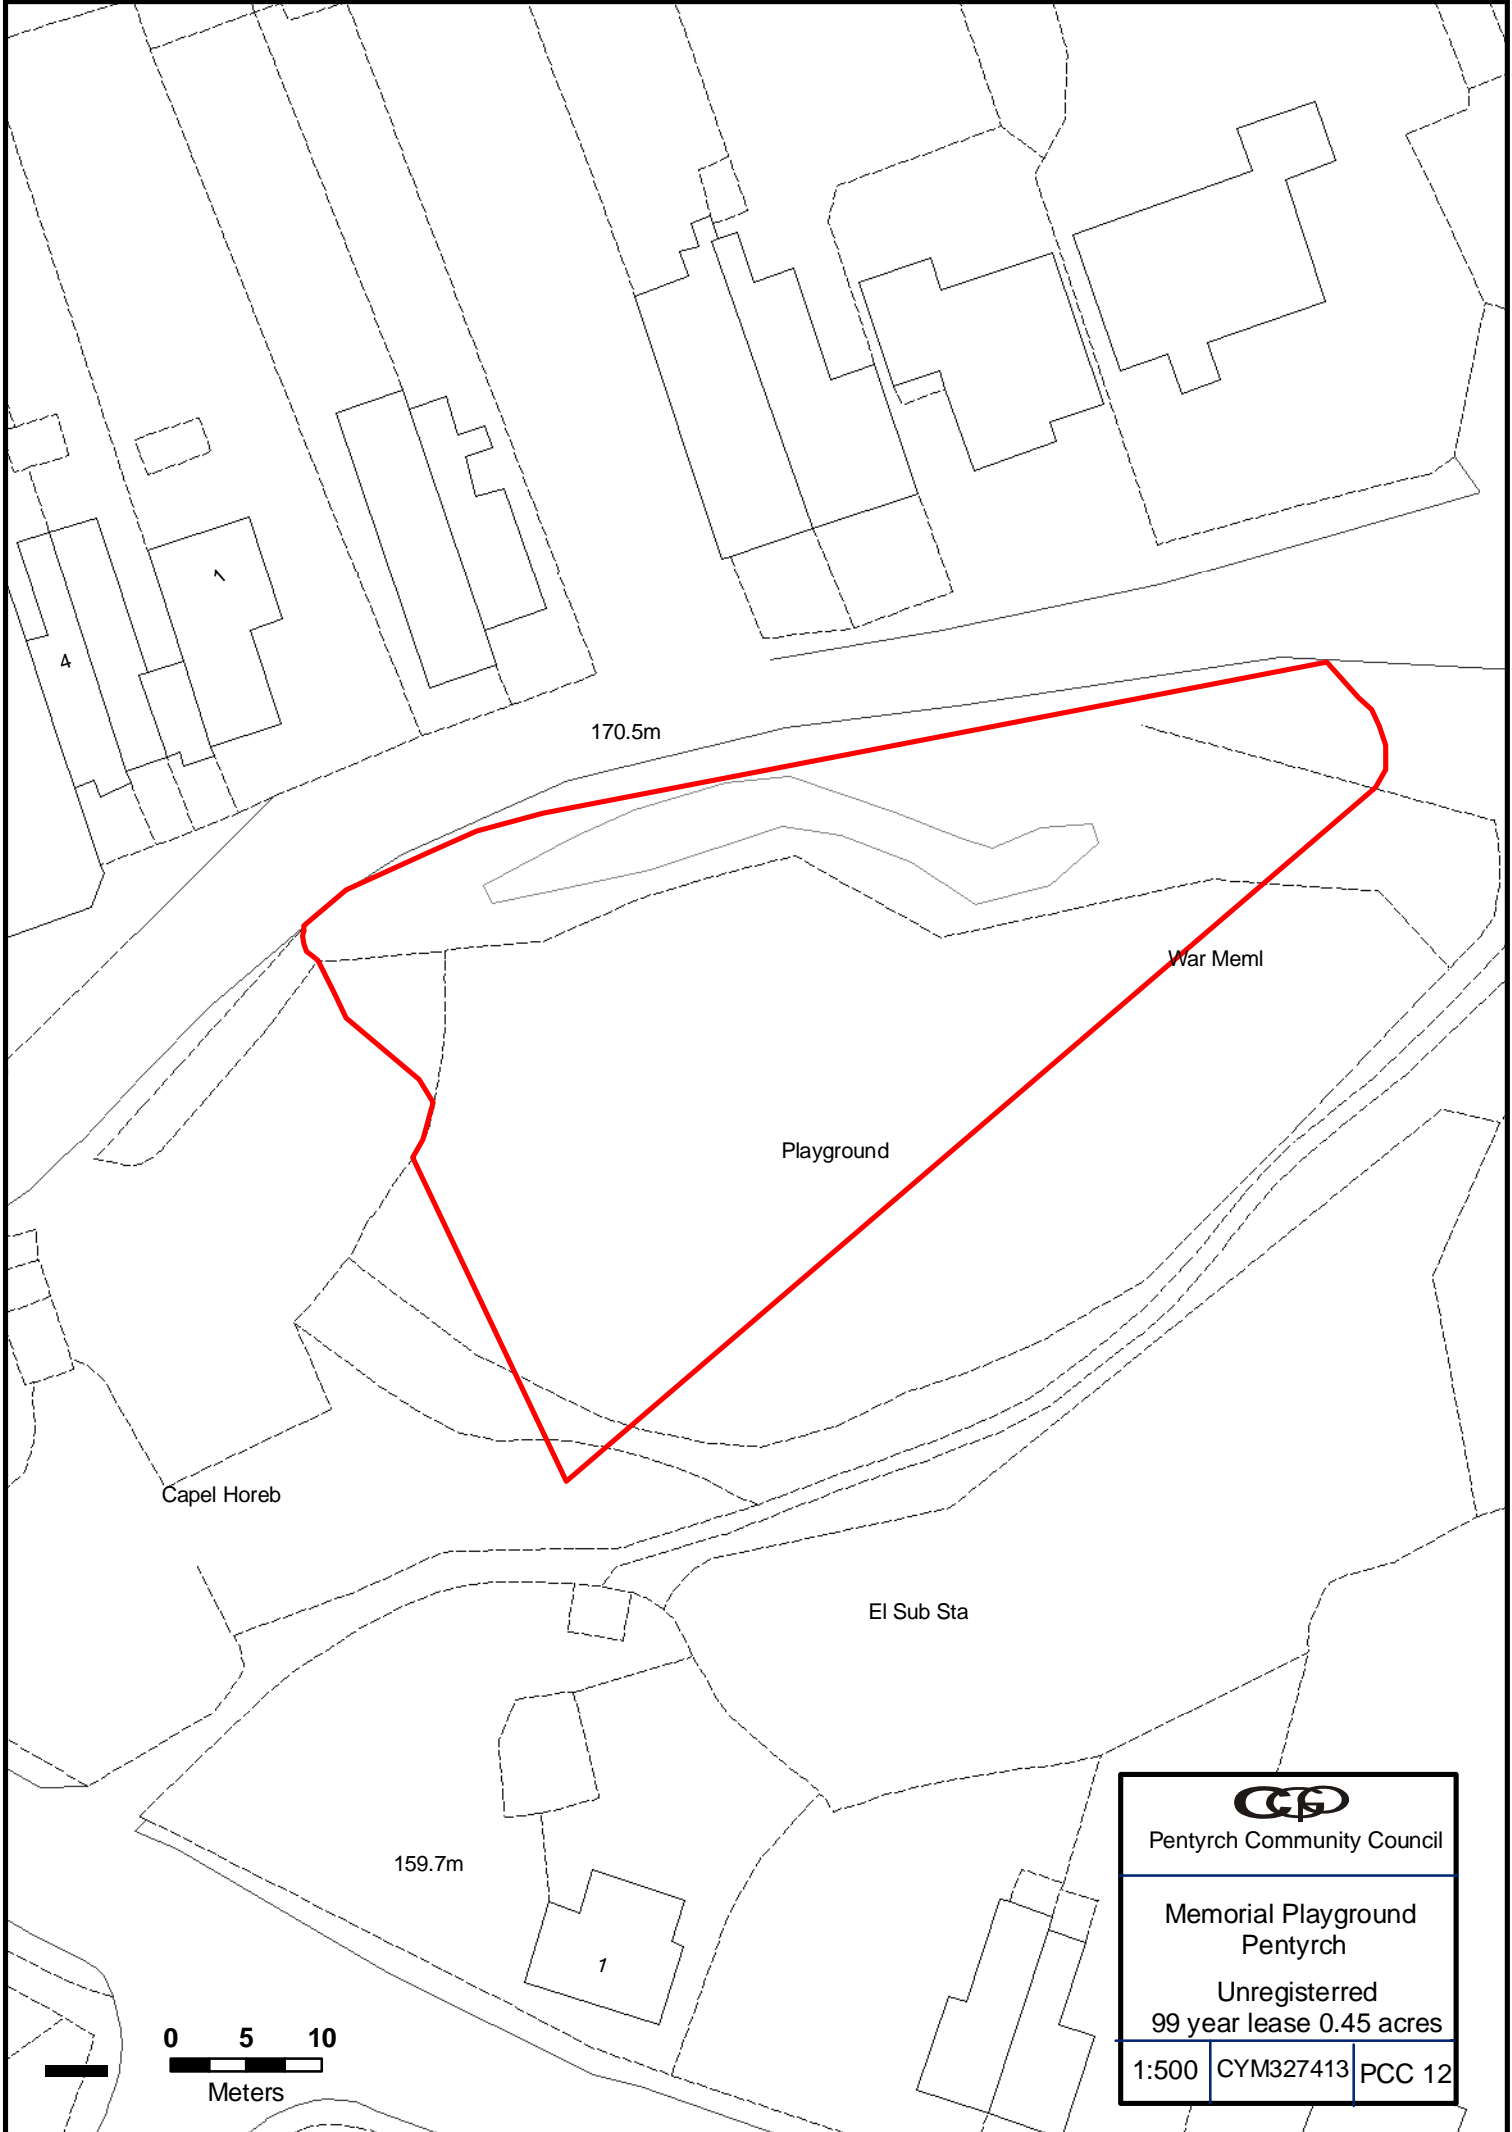 1
4
170.5m
War Meml
Playground
Capel Horeb
El Sub Sta
159.7m
1
0 5 10
Meters
Pentyrch Community Council
Memorial Playground
Pentyrch
Unregisterred
99 year lease 0.45 acres
1:500 CYM327413 PCC 12